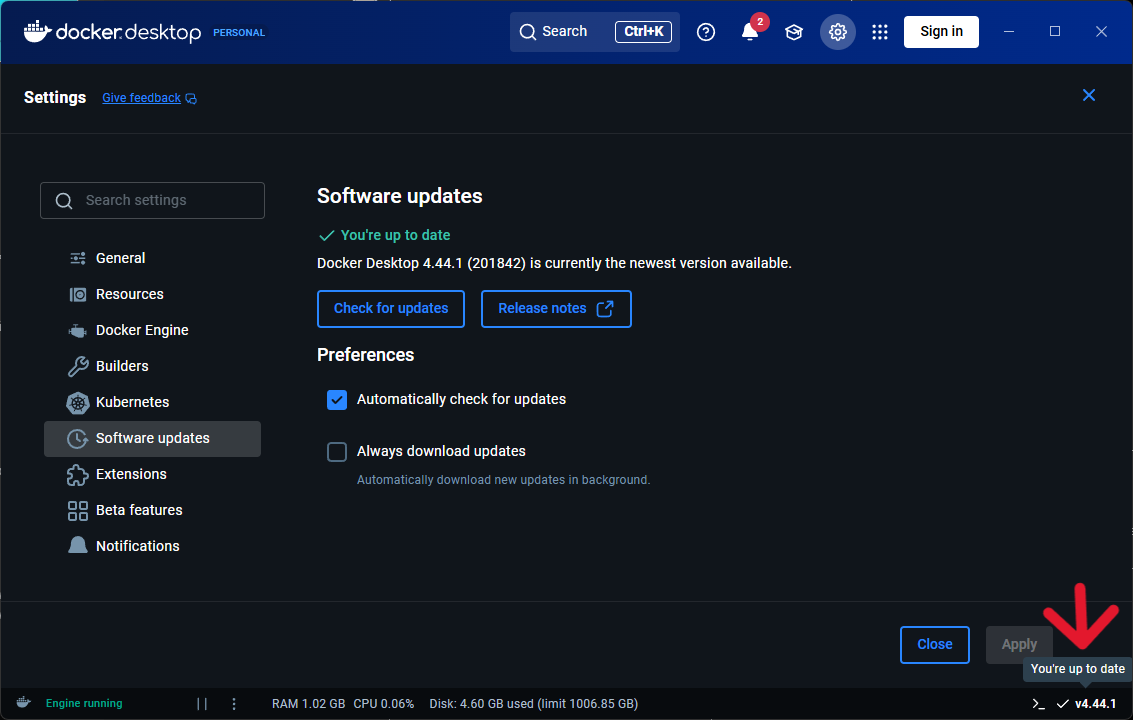 docker.desktop PERSONAL Search Ctrl+K 2 Sign in
Settings Give feedback
Search settings
General
Resources
Docker Engine
Builders
Kubernetes
Software updates
Extensions
Beta features
Notifications
Software updates
You're up to date
Docker Desktop 4.44.1 (201842) is currently the newest version available.
Check for updates Release notes
Preferences
Automatically check for updates
Always download updates
Automatically download new updates in background.
Close Apply
You're up to date
Engine running RAM 1.02 GB CPU 0.06% Disk: 4.60 GB used (limit 1006.85 GB) v4.44.1